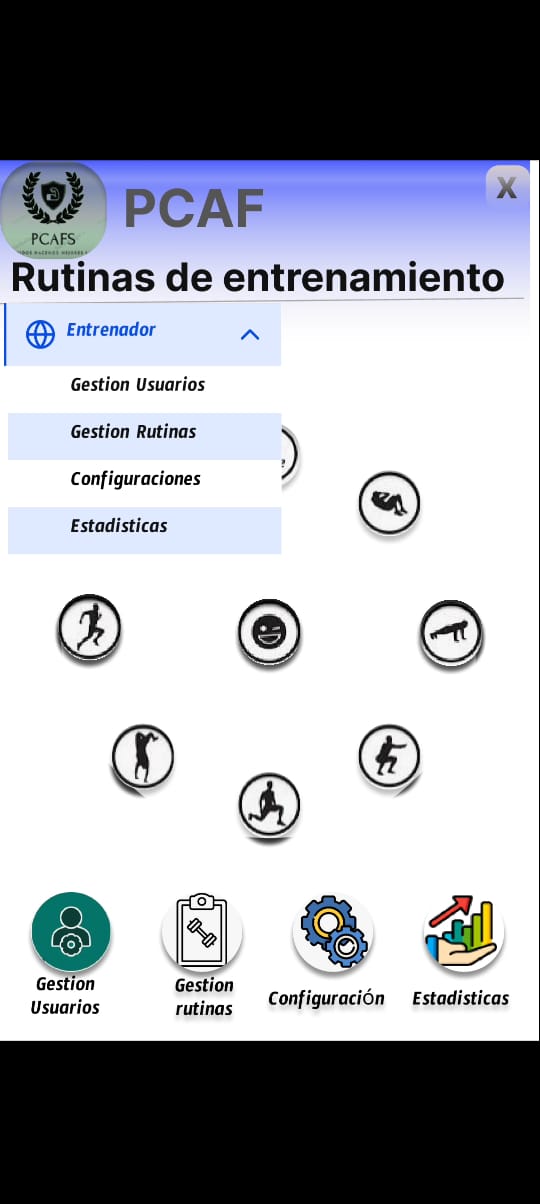 X
PCAF
PCAFS
Rutinas de entrenamiento
Entrenador
Gestion Usuarios
Gestion Rutinas
Configuraciones
Estadisticas
Gestion
Usuarios
Gestion
rutinas
Configuración
Estadisticas